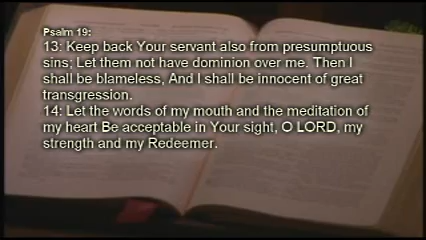 Psalm 19:
13: Keep back Your servant also from presumptuous
sins; Let them not have dominion over me. Then I
shall be blameless, And I shall be innocent of great
transgression.
14: Let the words of my mouth and the meditation of
my heart Be acceptable in Your sight, O LORD, my
strength and my Redeemer.